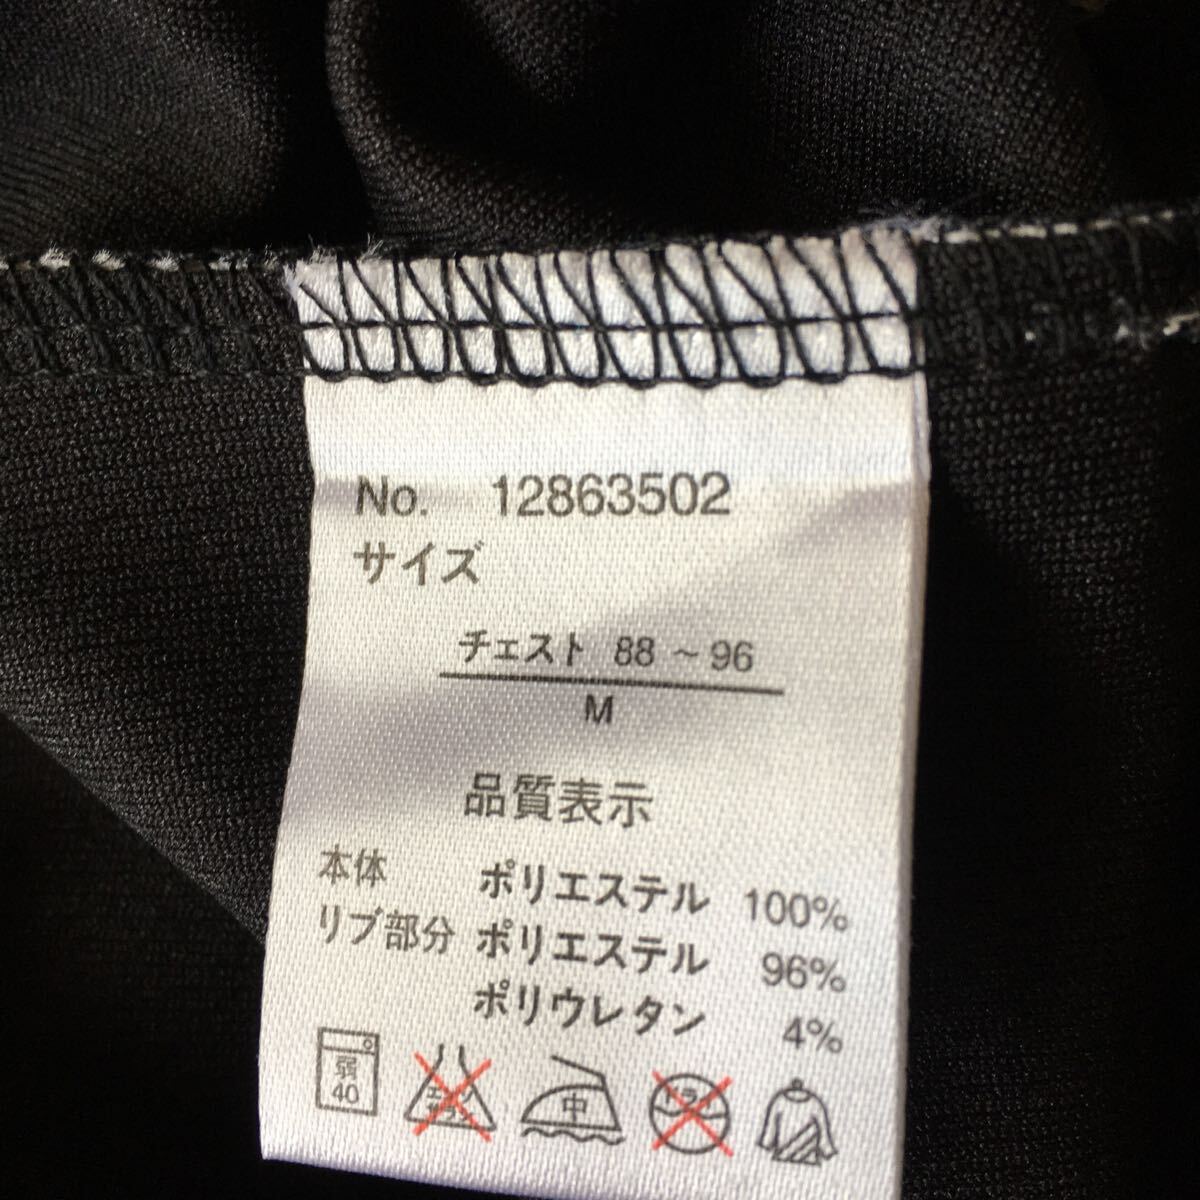 No. 12863502
サイズ
チェスト 88 ~ 96
M
品質表示
本体 ポリエステル 100%
リブ部分 ポリエステル 96%
ポリウレタン 4%
弱 40
中